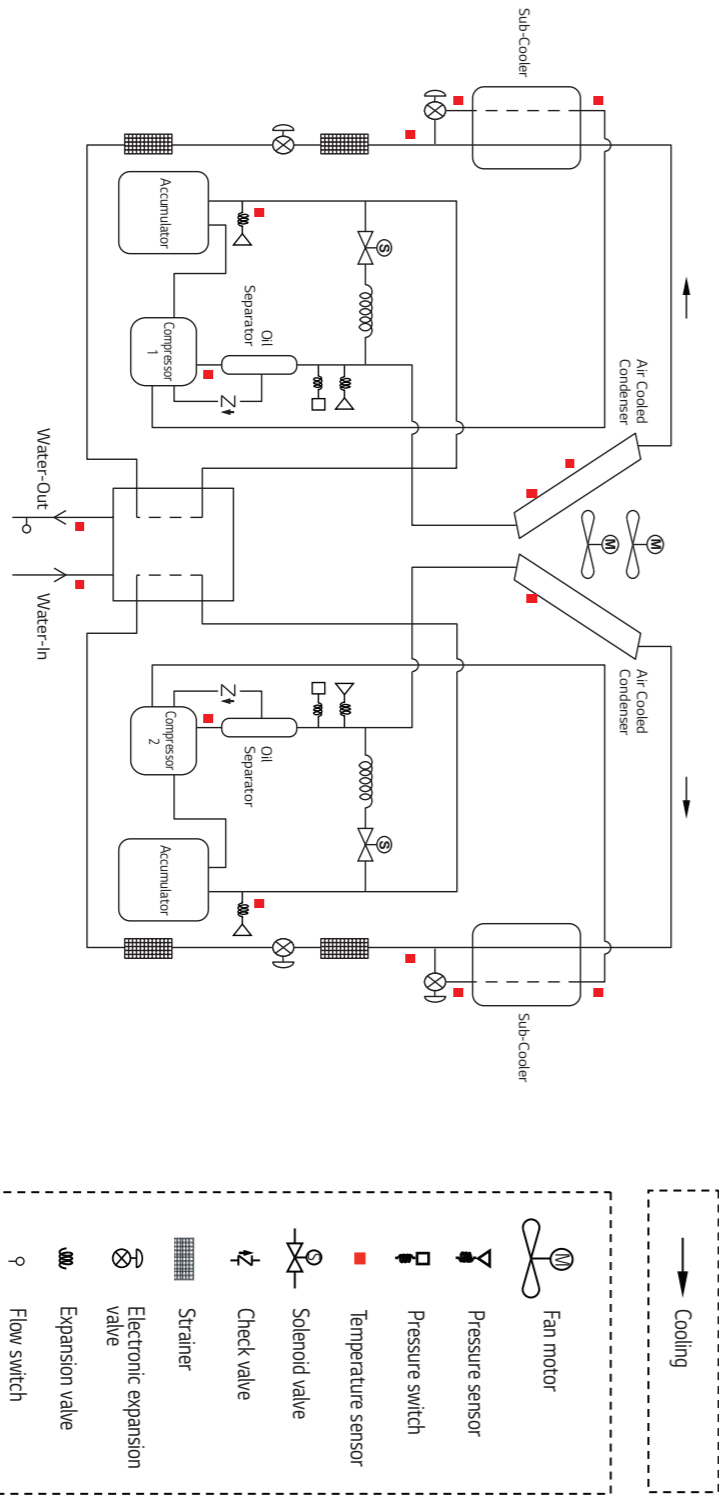 Sub-Cooler
Accumulator
Compressor
1
Oil
Separator
Air Cooled
Condenser
M
M
S
Water-Out
Water-In
Air Cooled
Condenser
Compressor
2
Oil
Separator
S
Accumulator
Sub-Cooler
Cooling
M
Fan motor
Pressure sensor
Pressure switch
Temperature sensor
S
Solenoid valve
Check valve
Strainer
Electronic expansion
valve
Expansion valve
Flow switch